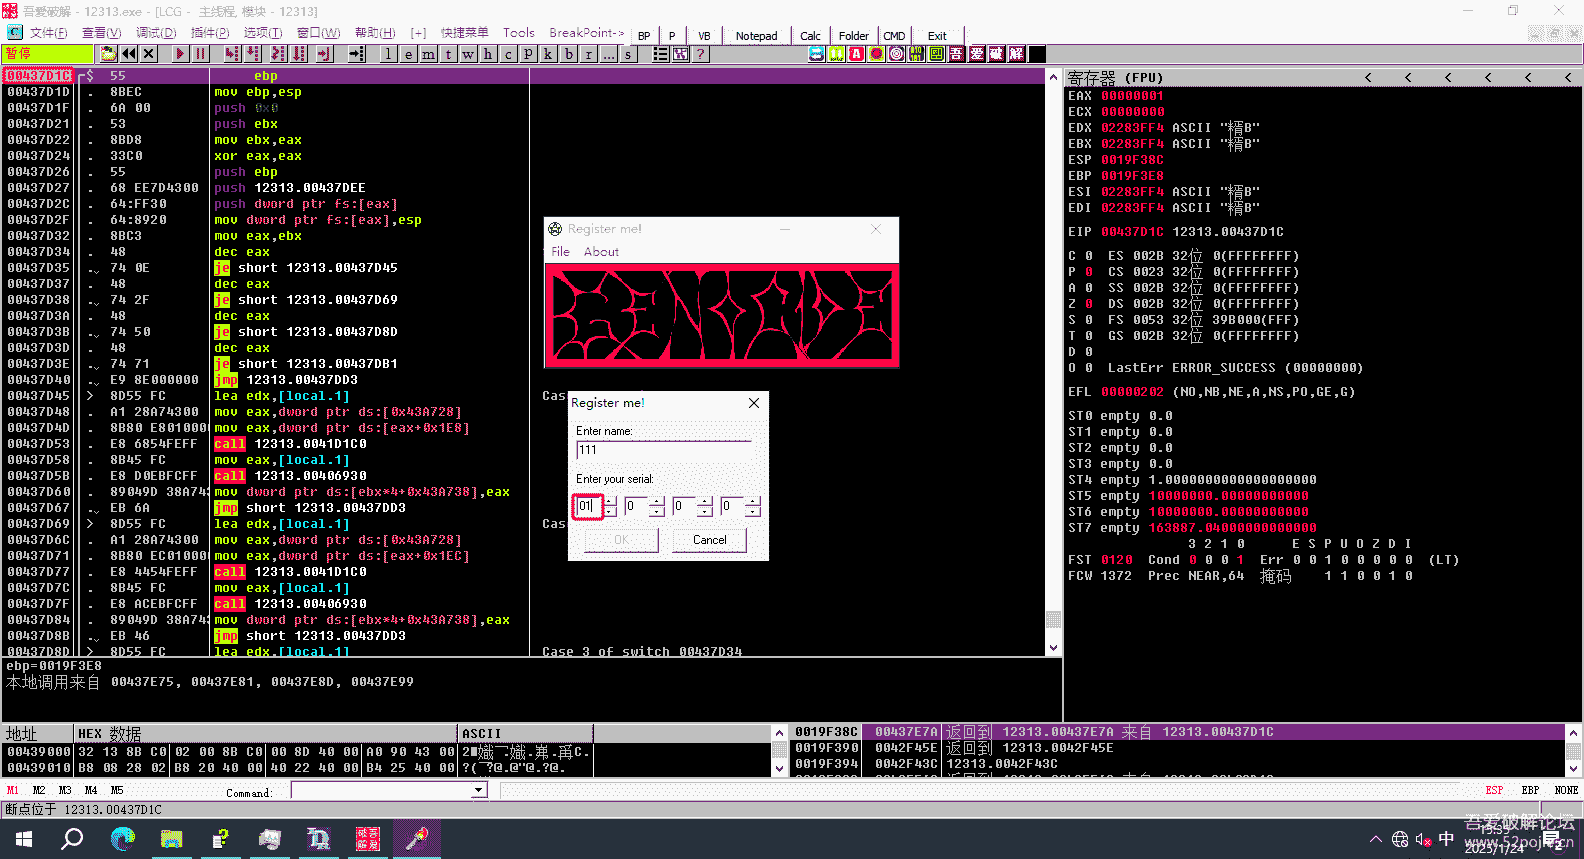 吾爱破解 - 12313.exe - [LCG - 主线程, 模块 - 12313]
文件(F) 查看(V) 调试(D) 插件(P) 选项(T) 窗口(W) 帮助(H) [+] 快捷菜单 Tools BreakPoint-> BP P VB Notepad Calc Folder CMD Exit
暂停 l e m t w h c p k b r ... s ? 吾 爱 破 解
00437D1C $ 55 ebp
00437D1D . 8BEC mov ebp,esp
00437D1F . 6A 00 push 0x0
00437D21 . 53 push ebx
00437D22 . 8BD8 mov ebx,eax
00437D24 . 33C0 xor eax,eax
00437D26 . 55 push ebp
00437D27 . 68 EE7D4300 push 12313.00437DEE
00437D2C . 64:FF30 push dword ptr fs:[eax]
00437D2F . 64:8920 mov dword ptr fs:[eax],esp
00437D32 . 8BC3 mov eax,ebx
00437D34 . 48 dec eax
00437D35 . 74 0E je short 12313.00437D45
00437D37 . 48 dec eax
00437D38 . 74 2F je short 12313.00437D69
00437D3A . 48 dec eax
00437D3B . 74 50 je short 12313.00437D8D
00437D3D . 48 dec eax
00437D3E . 74 71 je short 12313.00437DB1
00437D40 . E9 8E000000 jmp 12313.00437DD3
00437D45 > 8D55 FC lea edx,[local.1] Cas
00437D48 . A1 28A74300 mov eax,dword ptr ds:[0x43A728]
00437D4D . 8B80 E801000 mov eax,dword ptr ds:[eax+0x1E8]
00437D53 . E8 6854FEFF call 12313.0041D1C0
00437D58 . 8B45 FC mov eax,[local.1]
00437D5B . E8 D0EBFCFF call 12313.00406930
00437D60 . 89049D 38A743 mov dword ptr ds:[ebx*4+0x43A738],eax
00437D67 . EB 6A jmp short 12313.00437DD3
00437D69 > 8D55 FC lea edx,[local.1] Cas
00437D6C . A1 28A74300 mov eax,dword ptr ds:[0x43A728]
00437D71 . 8B80 EC01000 mov eax,dword ptr ds:[eax+0x1EC]
00437D77 . E8 4454FEFF call 12313.0041D1C0
00437D7C . 8B45 FC mov eax,[local.1]
00437D7F . E8 ACEBFCFF call 12313.00406930
00437D84 . 89049D 38A743 mov dword ptr ds:[ebx*4+0x43A738],eax
00437D8B . EB 46 jmp short 12313.00437DD3
00437D8D > 8D55 FC lea edx,[local.1] Case 3 of switch 00437D34
ebp=0019F3E8
本地调用来自 00437E75, 00437E81, 00437E8D, 00437E99
Register me!
File About
Register me!
Enter name:
111
Enter your serial:
01 0 0 0
OK Cancel
寄存器 (FPU) < < < < < <
EAX 00000001
ECX 00000000
EDX 02283FF4 ASCII "糈B"
EBX 02283FF4 ASCII "糈B"
ESP 0019F38C
EBP 0019F3E8
ESI 02283FF4 ASCII "糈B"
EDI 02283FF4 ASCII "糈B"
EIP 00437D1C 12313.00437D1C
C 0 ES 002B 32位 0(FFFFFFFF)
P 0 CS 0023 32位 0(FFFFFFFF)
A 0 SS 002B 32位 0(FFFFFFFF)
Z 0 DS 002B 32位 0(FFFFFFFF)
S 0 FS 0053 32位 39B000(FFF)
T 0 GS 002B 32位 0(FFFFFFFF)
D 0
O 0 LastErr ERROR_SUCCESS (00000000)
EFL 00000202 (NO,NB,NE,A,NS,PO,GE,G)
ST0 empty 0.0
ST1 empty 0.0
ST2 empty 0.0
ST3 empty 0.0
ST4 empty 1.0000000000000000000
ST5 empty 10000000.00000000000
ST6 empty 10000000.00000000000
ST7 empty 163887.04000000000000
3 2 1 0 E S P U O Z D I
FST 0120 Cond 0 0 0 1 Err 0 0 1 0 0 0 0 0 (LT)
FCW 1372 Prec NEAR,64 掩码 1 1 0 0 1 0
地址 HEX 数据 ASCII
00439000 32 13 8B C0 02 00 8B C0 00 8D 40 00 A0 90 43 00
00439010 B8 08 28 02 B8 20 40 00 40 22 40 00 B4 25 40 00
0019F38C 00437E7A 返回到 12313.00437E7A 来自 12313.00437D1C
0019F390 0042F45E 返回到 12313.0042F45E
0019F394 0042F43C 12313.0042F43C
M1 M2 M3 M4 M5 Command: ESP EBP NONE
断点位于 12313.00437D1C
中 2023/1/24
吾爱破解论坛
www.52pojie.cn